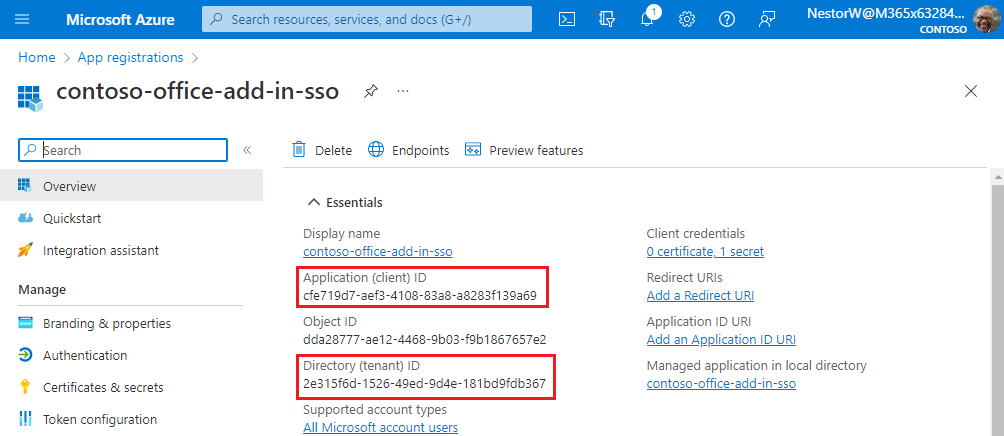 Microsoft Azure
Search resources, services, and docs (G+/)
1
NestorW@M365x63284...
CONTOSO
Home > App registrations >
contoso-office-add-in-sso
...
Search
«
Delete
Endpoints
Preview features
Overview
Quickstart
Integration assistant
Manage
Branding & properties
Authentication
Certificates & secrets
Token configuration
Essentials
Display name
contoso-office-add-in-sso
Application (client) ID
cfe719d7-aef3-4108-83a8-a8283f139a69
Object ID
dda28777-ae12-4468-9b03-f9b1867657e2
Directory (tenant) ID
2e315f6d-1526-49ed-9d4e-181bd9fdb367
Supported account types
All Microsoft account users
Client credentials
0 certificate, 1 secret
Redirect URIs
Add a Redirect URI
Application ID URI
Add an Application ID URI
Managed application in local directory
contoso-office-add-in-sso